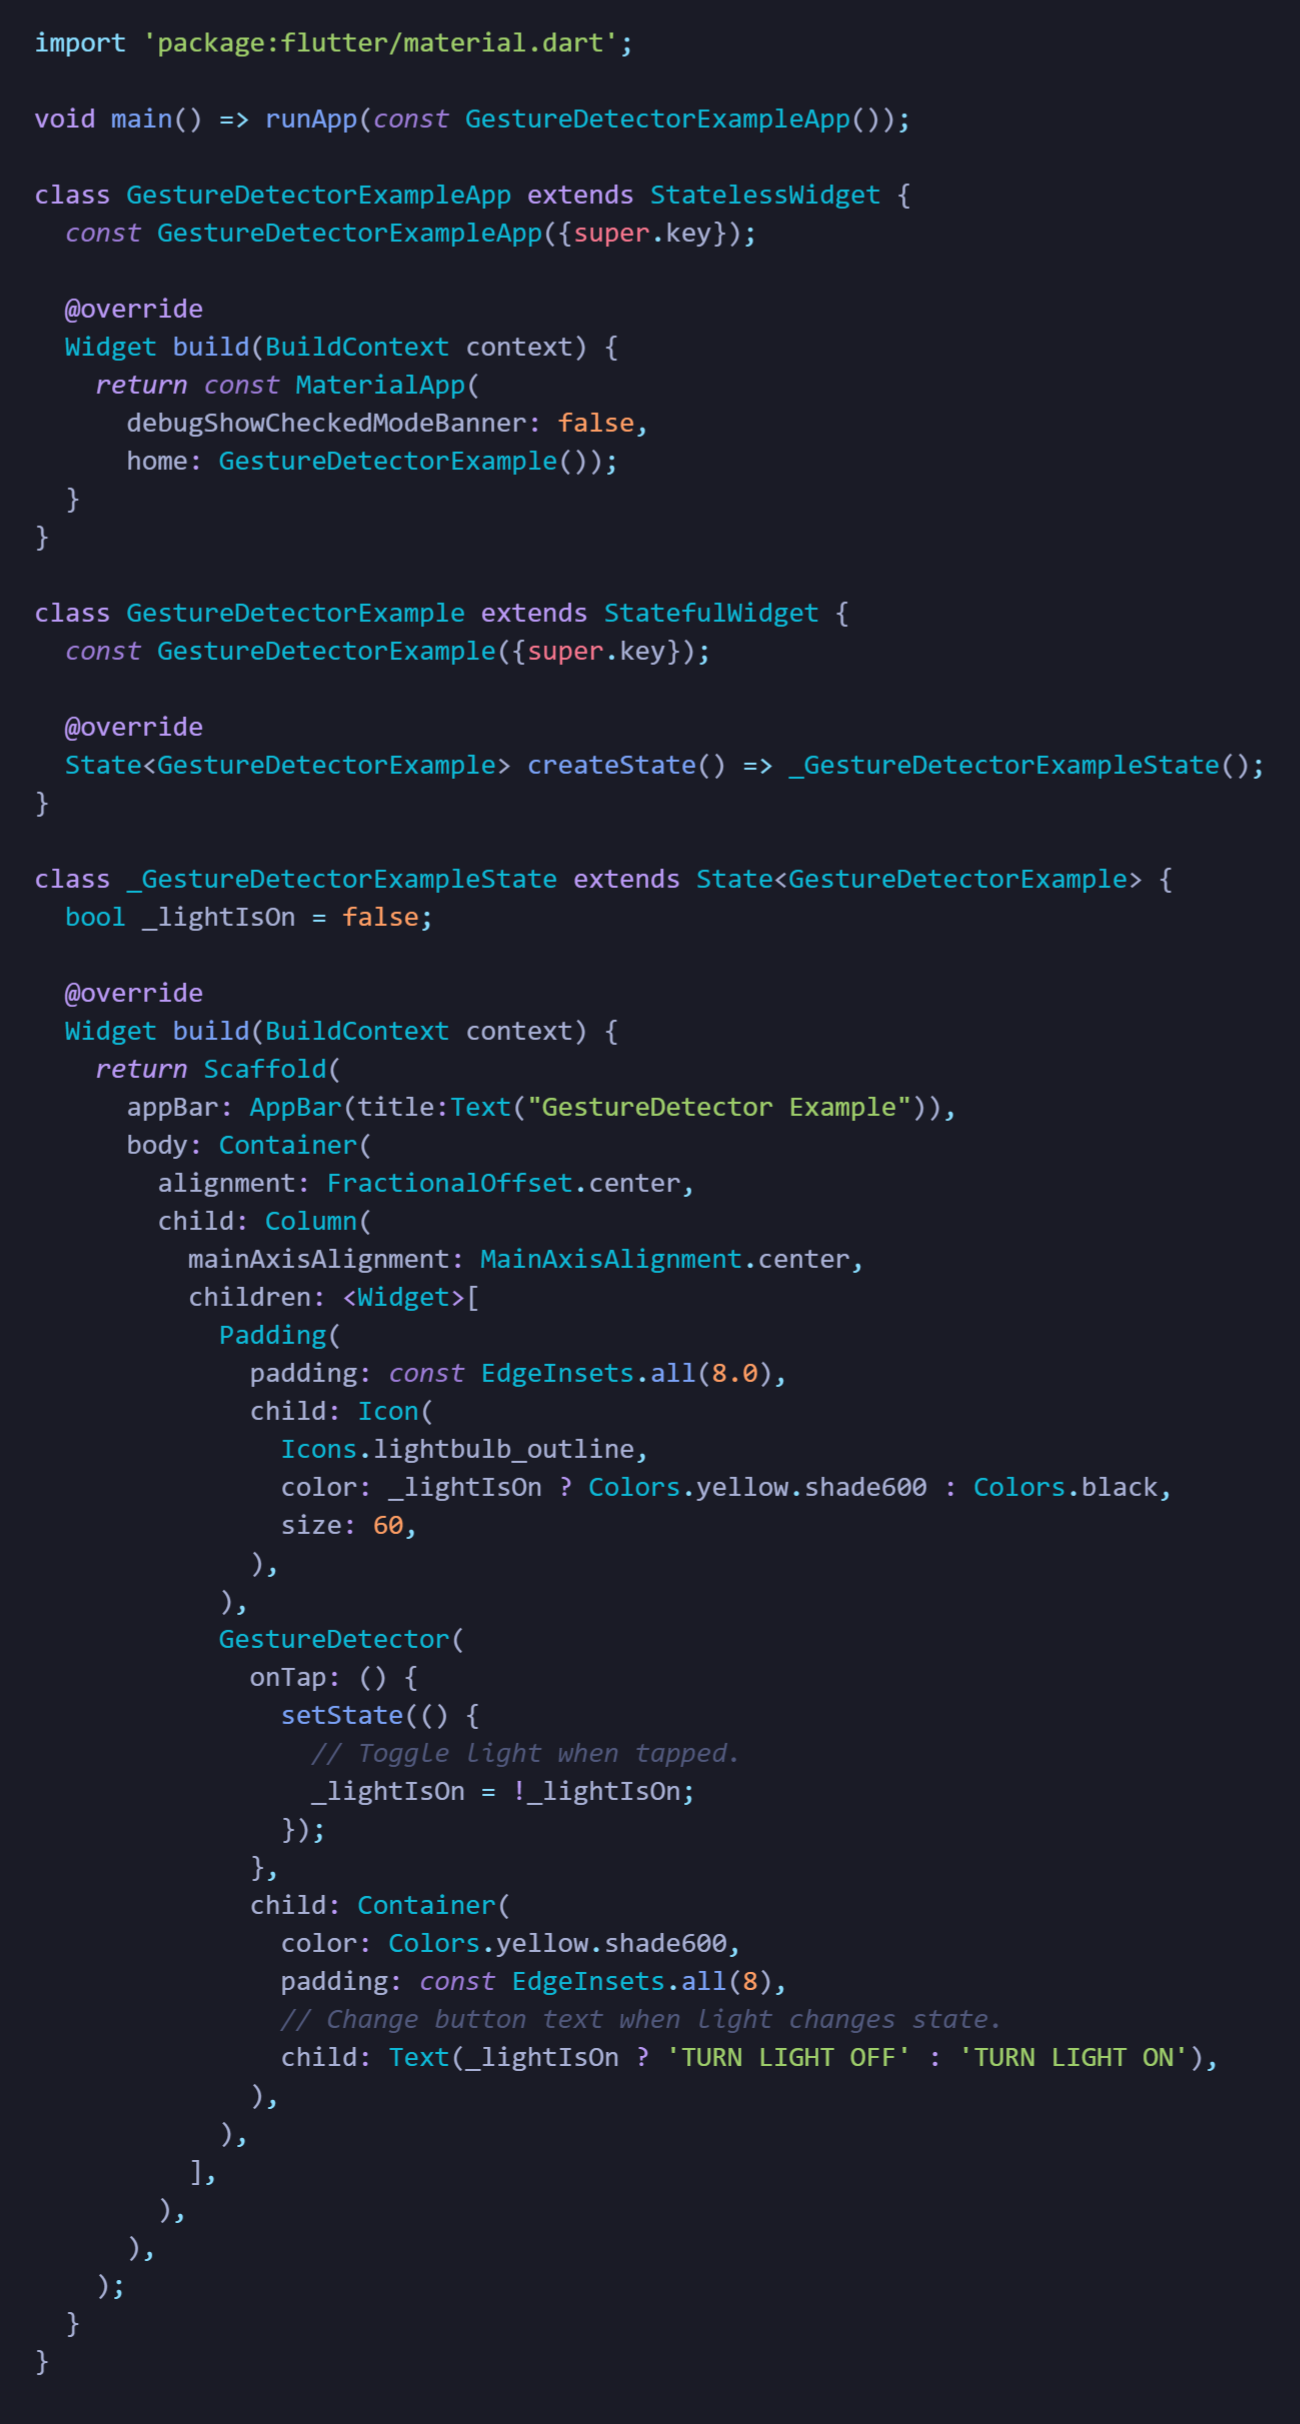 import 'package:flutter/material.dart';

void main() => runApp(const GestureDetectorExampleApp());

class GestureDetectorExampleApp extends StatelessWidget {
  const GestureDetectorExampleApp({super.key});

  @override
  Widget build(BuildContext context) {
    return const MaterialApp(
      debugShowCheckedModeBanner: false,
      home: GestureDetectorExample());
  }
}

class GestureDetectorExample extends StatefulWidget {
  const GestureDetectorExample({super.key});

  @override
  State<GestureDetectorExample> createState() => _GestureDetectorExampleState();
}

class _GestureDetectorExampleState extends State<GestureDetectorExample> {
  bool _lightIsOn = false;

  @override
  Widget build(BuildContext context) {
    return Scaffold(
      appBar: AppBar(title:Text("GestureDetector Example")),
      body: Container(
        alignment: FractionalOffset.center,
        child: Column(
          mainAxisAlignment: MainAxisAlignment.center,
          children: <Widget>[
            Padding(
              padding: const EdgeInsets.all(8.0),
              child: Icon(
                Icons.lightbulb_outline,
                color: _lightIsOn ? Colors.yellow.shade600 : Colors.black,
                size: 60,
              ),
            ),
            GestureDetector(
              onTap: () {
                setState(() {
                  // Toggle light when tapped.
                  _lightIsOn = !_lightIsOn;
                });
              },
              child: Container(
                color: Colors.yellow.shade600,
                padding: const EdgeInsets.all(8),
                // Change button text when light changes state.
                child: Text(_lightIsOn ? 'TURN LIGHT OFF' : 'TURN LIGHT ON'),
              ),
            ),
          ],
        ),
      ),
    );
  }
}